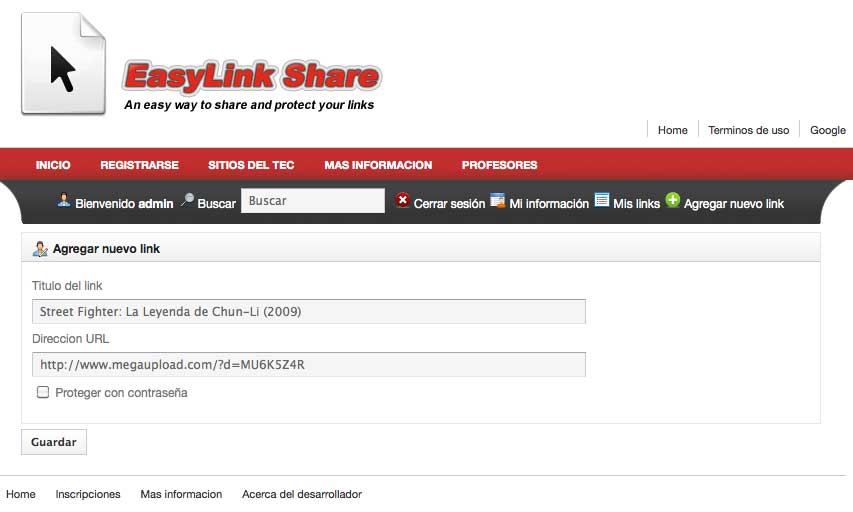 EasyLink Share
An easy way to share and protect your links
Home Terminos de uso Google
INICIO REGISTRARSE SITIOS DEL TEC MAS INFORMACION PROFESORES
Bienvenido admin Buscar Buscar Cerrar sesión Mi información Mis links Agregar nuevo link
Agregar nuevo link
Titulo del link
Street Fighter: La Leyenda de Chun-Li (2009)
Direccion URL
http://www.megaupload.com/?d=MU6K5Z4R
Proteger con contraseña
Guardar
Home Inscripciones Mas informacion Acerca del desarrollador